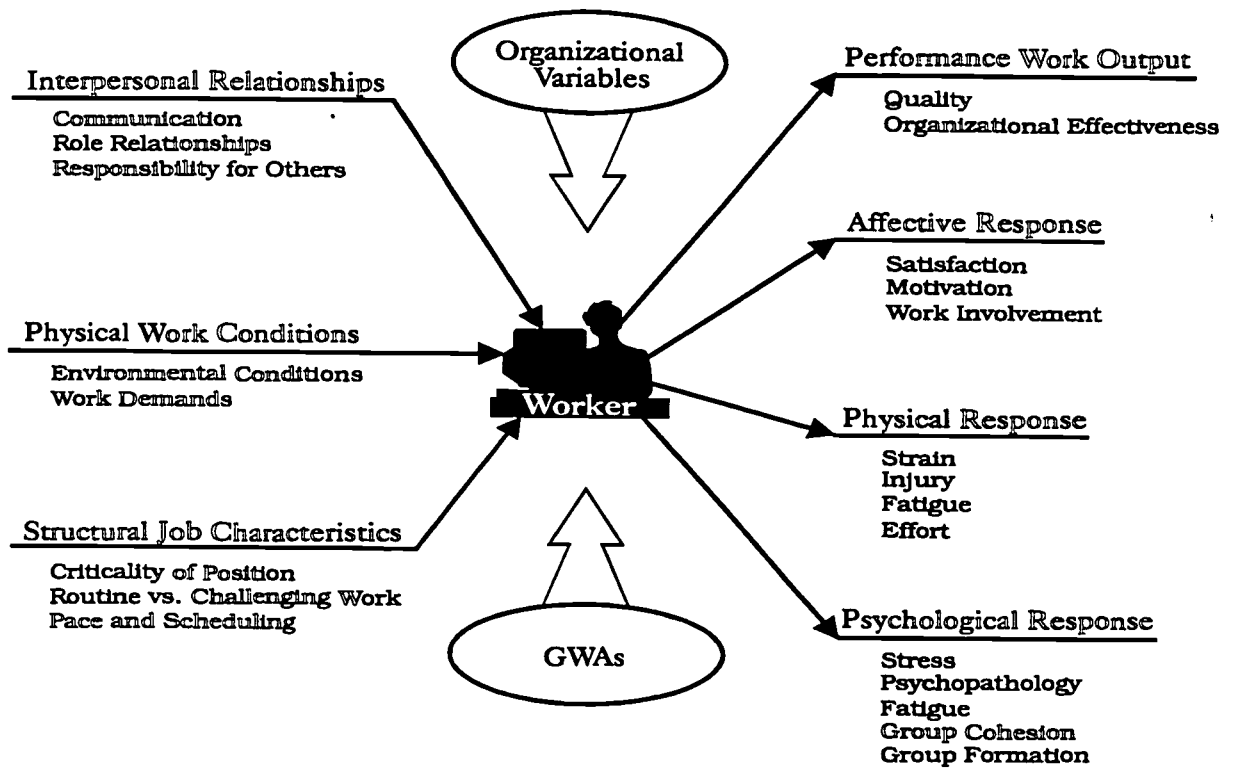 Organizational
Variables
Interpersonal Relationships
Communication
Role Relationships
Responsibility for Others
Physical Work Conditions
Environmental Conditions
Work Demands
Structural Job Characteristics
Criticality of Position
Routine vs. Challenging Work
Pace and Scheduling
Worker
GWAs
Performance Work Output
Quality
Organizational Effectiveness
Affective Response
Satisfaction
Motivation
Work Involvement
Physical Response
Strain
Injury
Fatigue
Effort
Psychological Response
Stress
Psychopathology
Fatigue
Group Cohesion
Group Formation